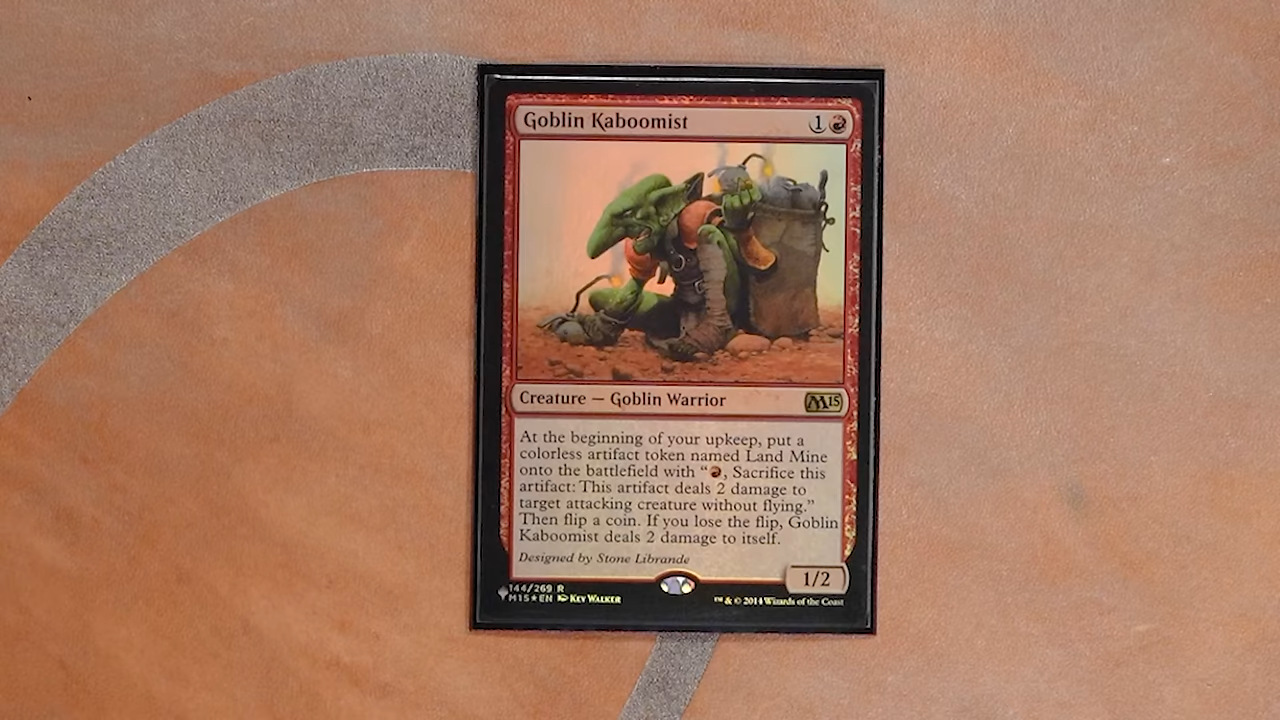 Goblin Kaboomist 1
Creature — Goblin Warrior M15
At the beginning of your upkeep, put a
colorless artifact token named Land Mine
onto the battlefield with “ , Sacrifice this
artifact: This artifact deals 2 damage to
target attacking creature without flying.”
Then flip a coin. If you lose the flip, Goblin
Kaboomist deals 2 damage to itself.
Designed by Stone Librande
1/2
144/269 R
M15★EN Kev Walker
™ & © 2014 Wizards of the Coast